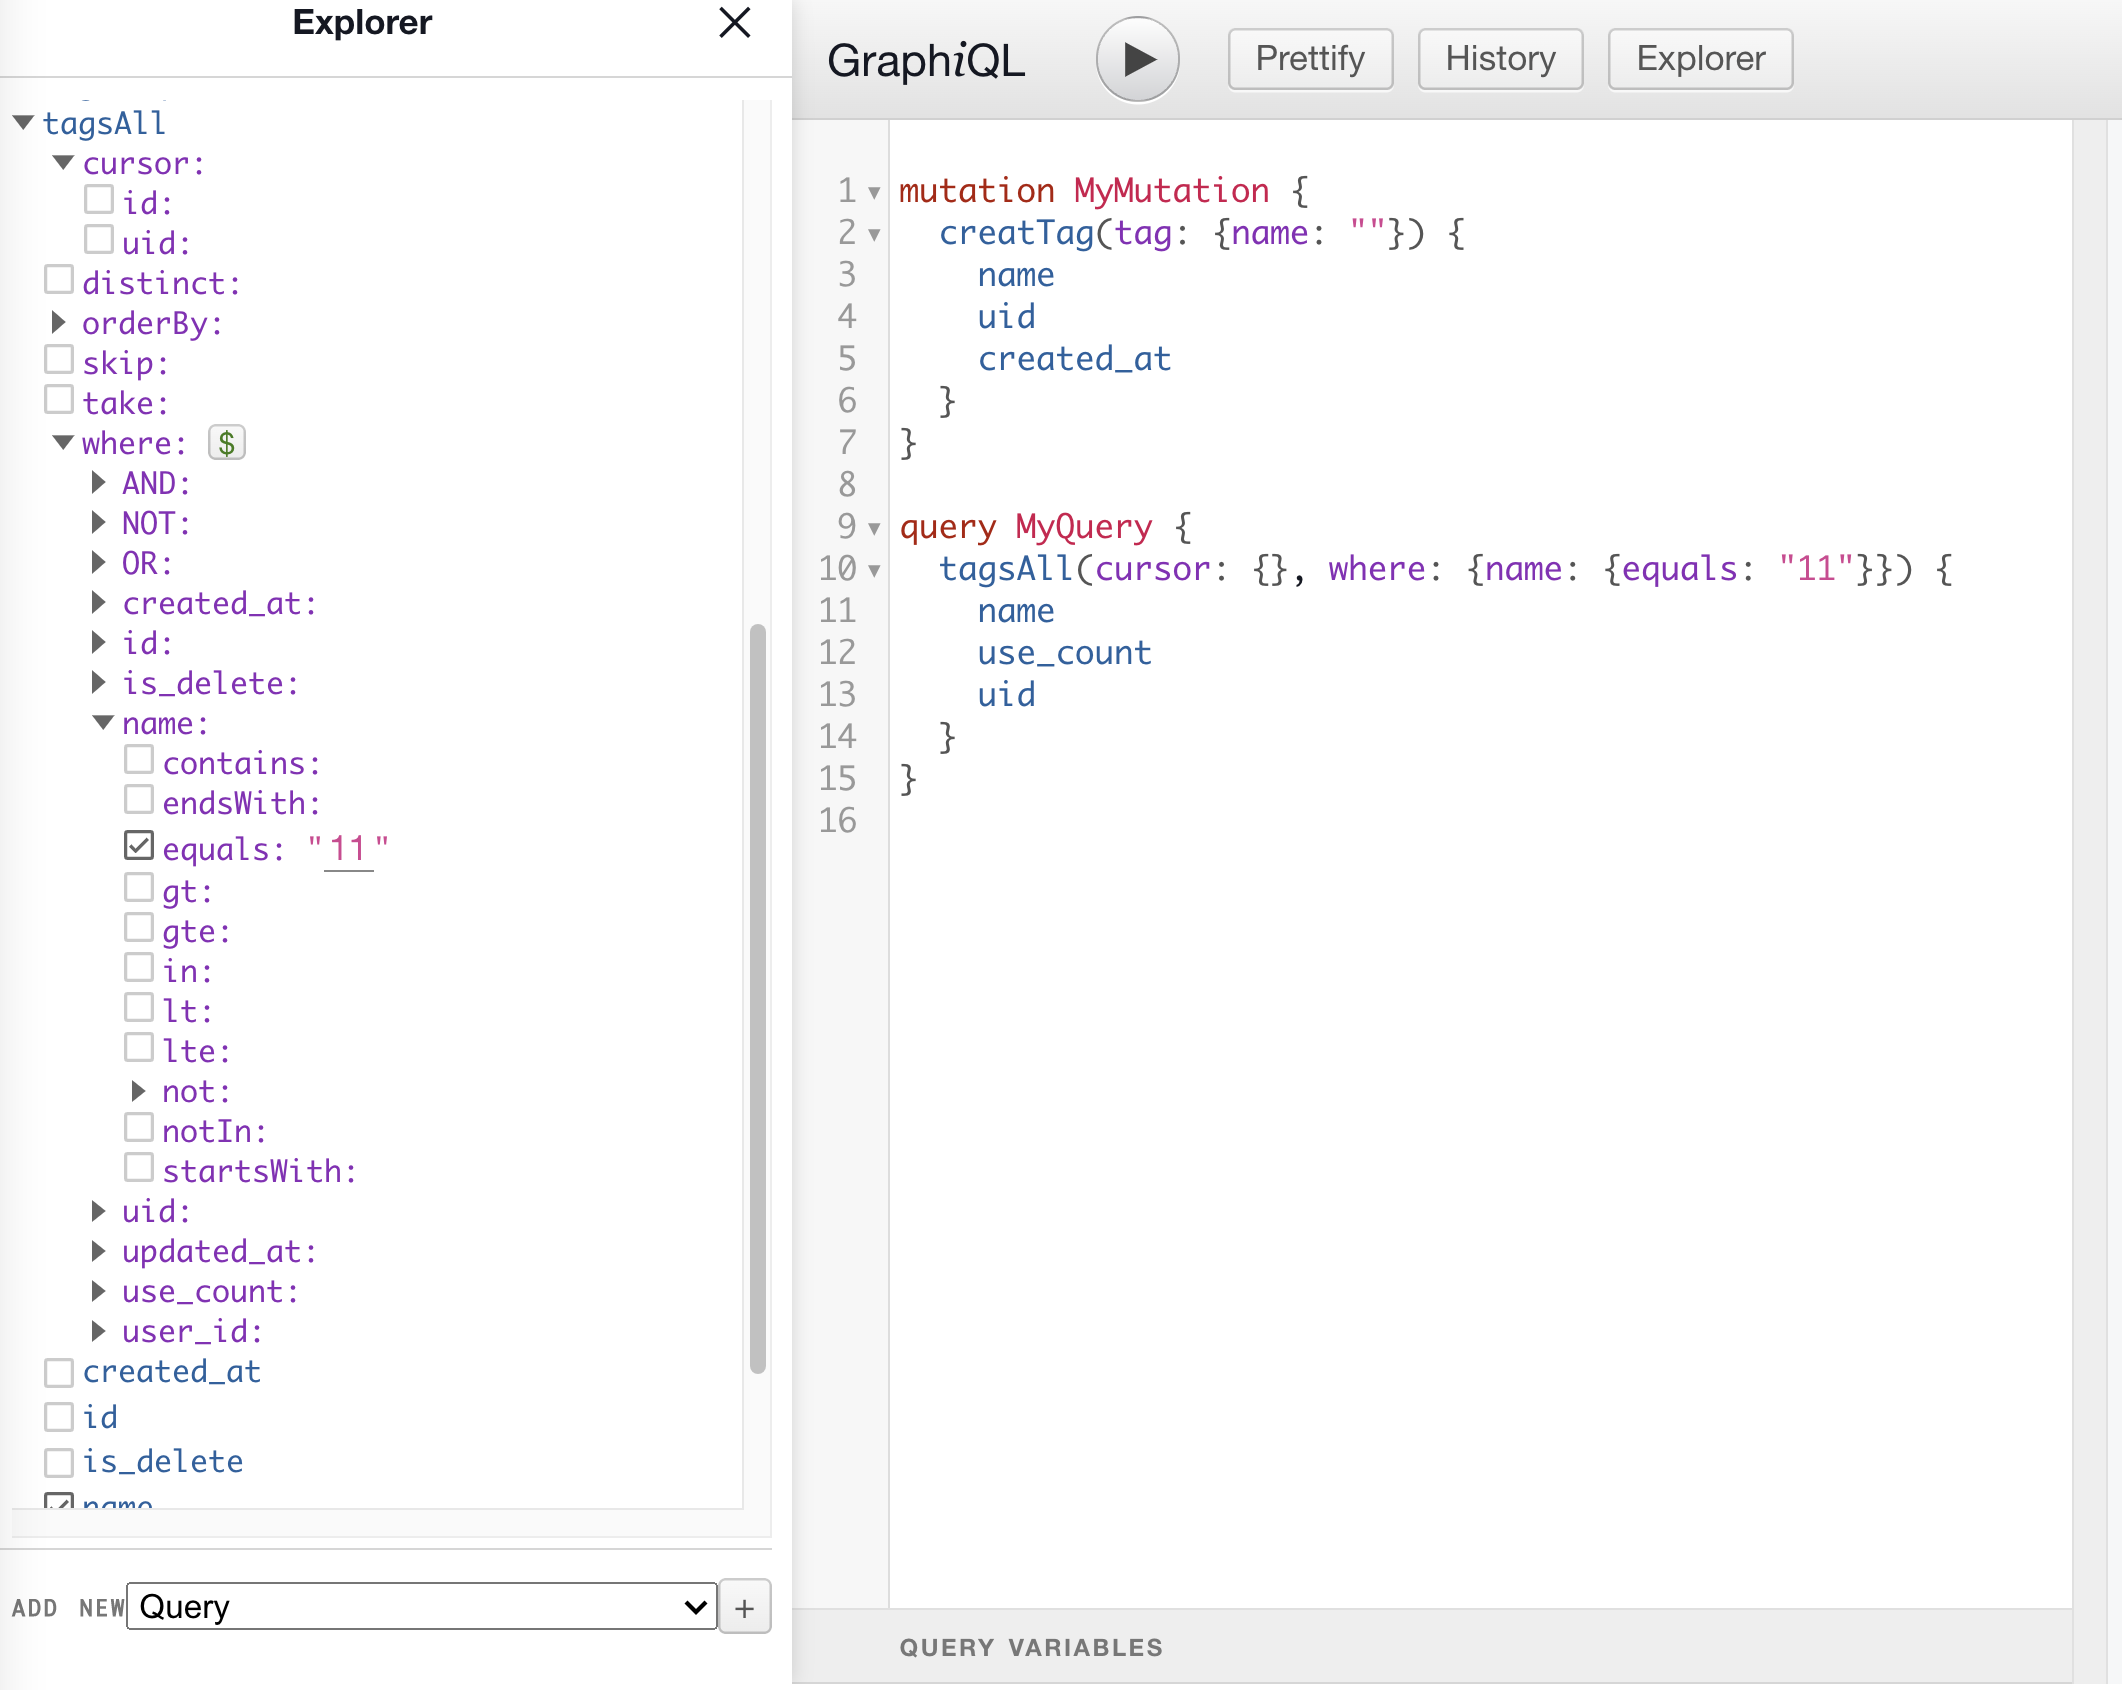 Explorer
tagsAll
cursor:
id:
uid:
distinct:
orderBy:
skip:
take:
where: $
AND:
NOT:
OR:
created_at:
id:
is_delete:
name:
contains:
endsWith:
equals: "11"
gt:
gte:
in:
lt:
lte:
not:
notIn:
startsWith:
uid:
updated_at:
use_count:
user_id:
created_at
id
is_delete
name
ADD NEW Query +
GraphiQL Prettify History Explorer
1 mutation MyMutation {
2 creatTag(tag: {name: ""}) {
3 name
4 uid
5 created_at
6 }
7 }
8
9 query MyQuery {
10 tagsAll(cursor: {}, where: {name: {equals: "11"}}) {
11 name
12 use_count
13 uid
14 }
15 }
16
QUERY VARIABLES